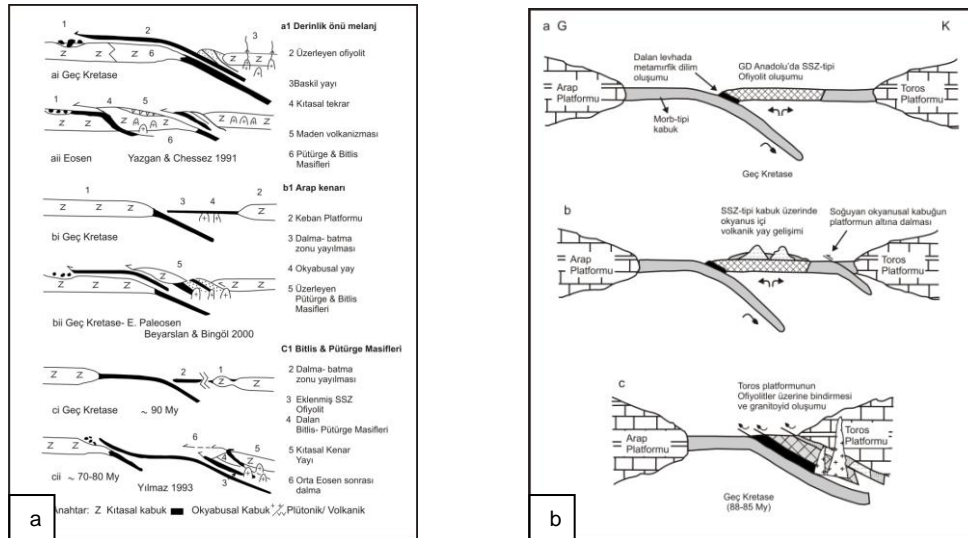 1
2
3
Z Z Z 6 Z Z
ai Geç Kretase
1
4
5
Z Z
6
aii Eosen
Yazgan & Chessez 1991
1
2
Z Z Z
3 4
Z
bi Geç Kretase
5
Z Z Z Z
bii Geç Kretase- E. Paleosen
Beyarslan & Bingöl 2000
2
1
Z Z
Z Z
ci Geç Kretase ~ 90 My
6
5
Z Z
4
Z
3
cii ~ 70-80 My
Yılmaz 1993
a1 Derinlik önü melanj
2 Üzerleyen ofiyolit
3Baskil yayı
4 Kıtasal tekrar
5 Maden volkanizması
6 Pütürge & Bitlis
Masifleri
b1 Arap kenarı
2 Keban Platformu
3 Dalma- batma
zonu yayılması
4 Okyabusal yay
5 Üzerleyen
Pütürge & Bitlis
Masifleri
C1 Bitlis & Pütürge Masifleri
2 Dalma- batma
zonu yayılması
3 Eklenmiş SSZ
Ofiyolit
4 Dalan
Bitlis- Pütürge Masifleri
5 Kıtasal Kenar
Yayı
6 Orta Eosen sonrası
dalma
Anahtar: Z Kıtasal kabuk Okyabusal Kabuk Plütonik/ Volkanik
a
a G
K
Dalan levhada
metamrfik dilim
oluşumu
GD Anadolu'da SSZ-tipi
Ofiyolit oluşumu
Arap
Platformu
Toros
Platformu
Morb-tipi
kabuk
Geç Kretase
b
SSZ-tipi kabuk üzerinde
okyanus içi
volkanik yay gelişimi
Soğuyan okyanusal kabuğun
platformun altına dalması
Arap
Platformu
Toros
Platformu
c
Toros platformunun
Ofiyolitler üzerine bindirmesi
ve granitoyid oluşumu
Arap
Platformu
Toros
Platformu
Geç Kretase
(88-85 My)
b